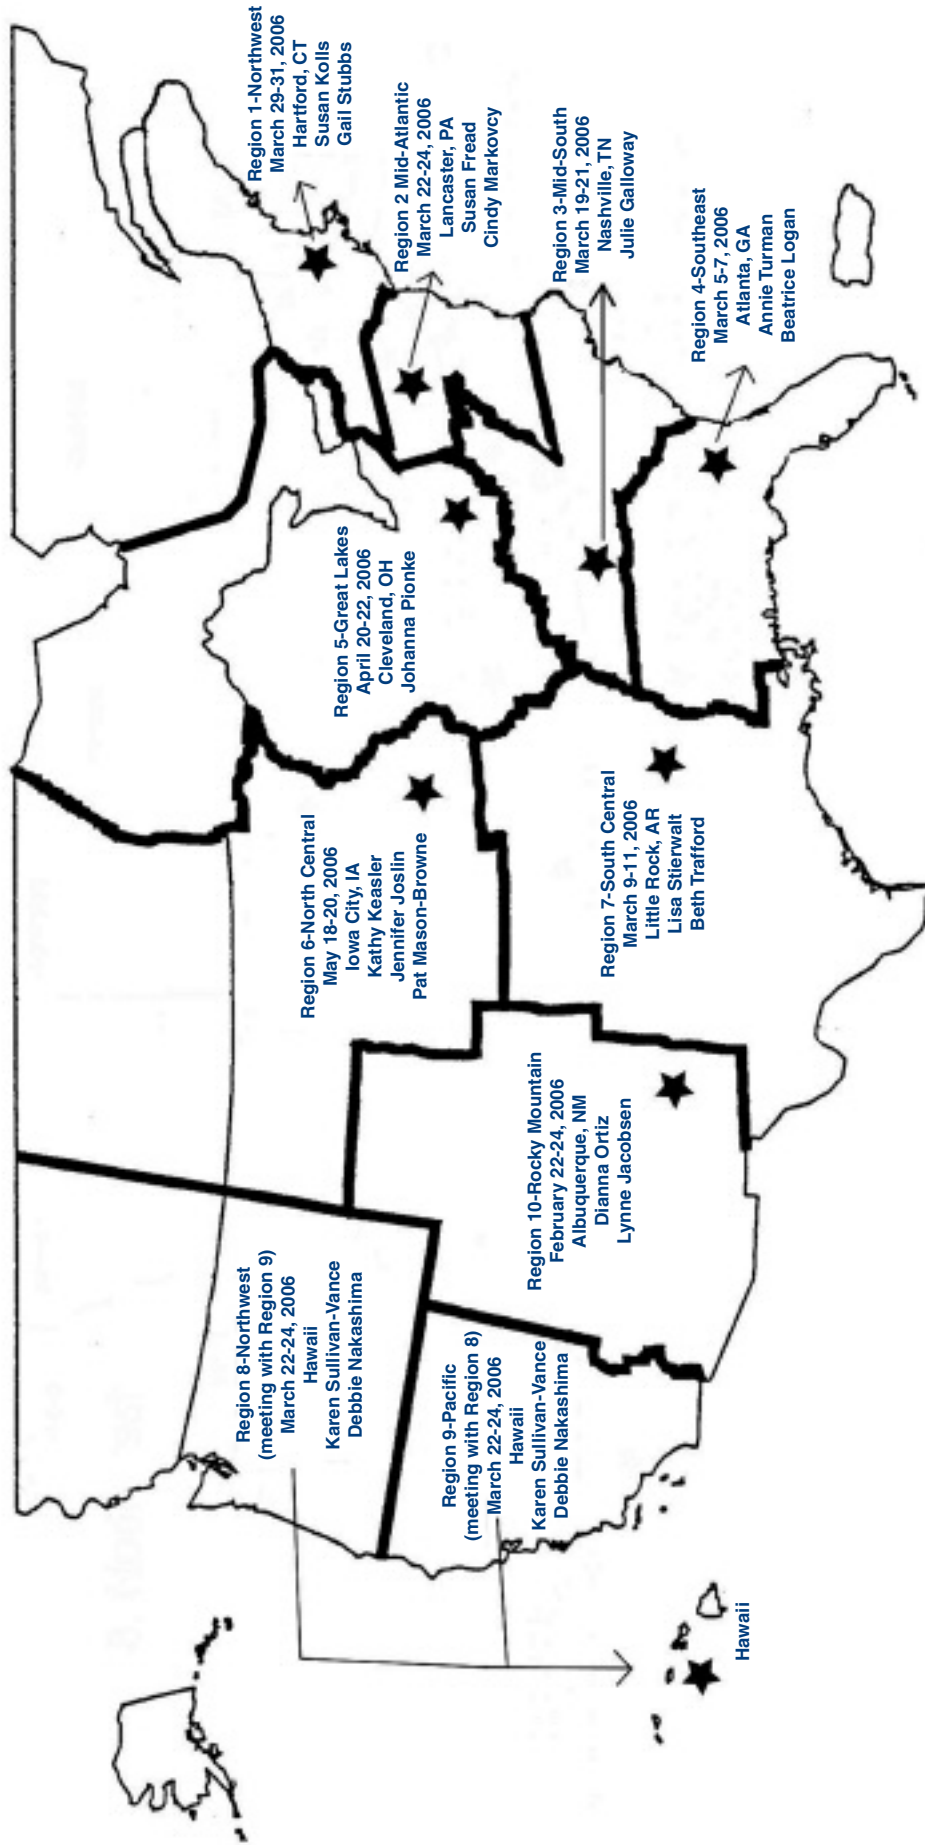 Region 8-Northwest
(meeting with Region 9)
March 22-24, 2006
Hawaii
Karen Sullivan-Vance
Debbie Nakashima
Region 9-Pacific
(meeting with Region 8)
March 22-24, 2006
Hawaii
Karen Sullivan-Vance
Debbie Nakashima
Hawaii
Region 10-Rocky Mountain
February 22-24, 2006
Albuquerque, NM
Dianna Ortiz
Lynne Jacobsen
Region 6-North Central
May 18-20, 2006
Iowa City, IA
Kathy Keasler
Jennifer Joslin
Pat Mason-Browne
Region 7-South Central
March 9-11, 2006
Little Rock, AR
Lisa Stierwalt
Beth Trafford
Region 5-Great Lakes
April 20-22, 2006
Cleveland, OH
Johanna Pionke
Region 1-Northwest
March 29-31, 2006
Hartford, CT
Susan Kolls
Gail Stubbs
Region 2 Mid-Atlantic
March 22-24, 2006
Lancaster, PA
Susan Fread
Cindy Markovcy
Region 3-Mid-South
March 19-21, 2006
Nashville, TN
Julie Galloway
Region 4-Southeast
March 5-7, 2006
Atlanta, GA
Annie Turman
Beatrice Logan